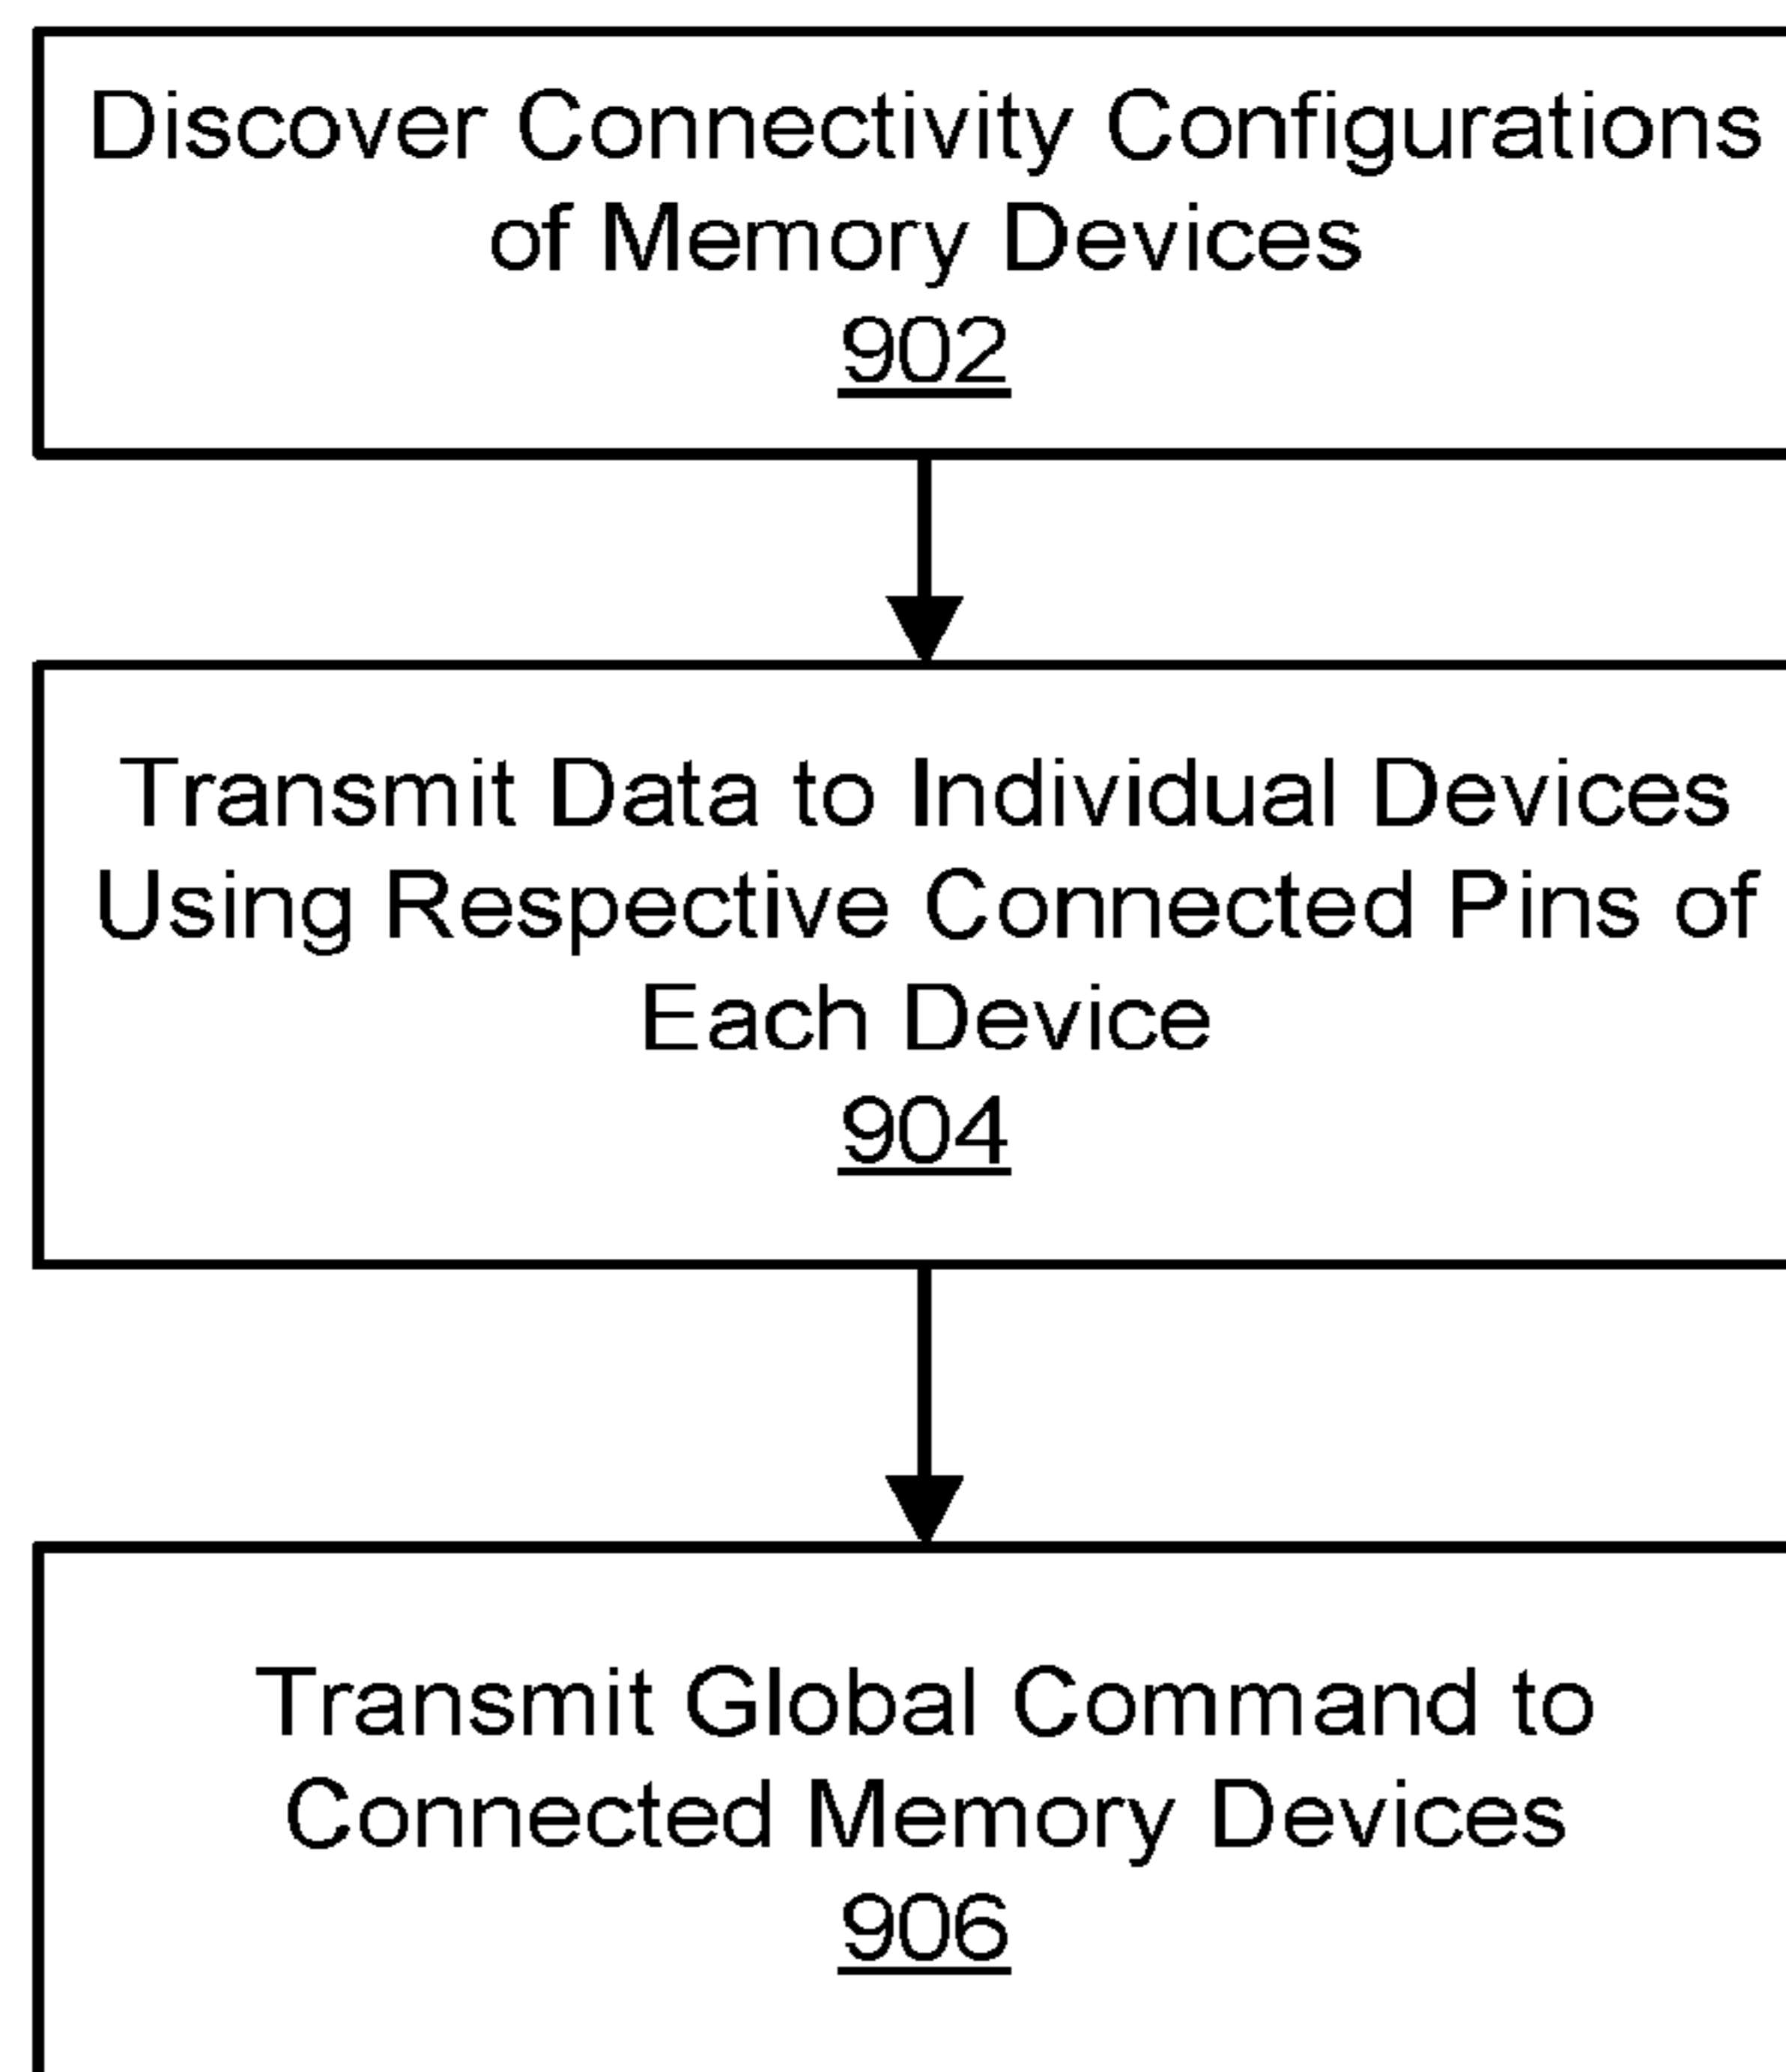 Discover Connectivity Configurations
of Memory Devices
902
Transmit Data to Individual Devices
Using Respective Connected Pins of
Each Device
904
Transmit Global Command to
Connected Memory Devices
906